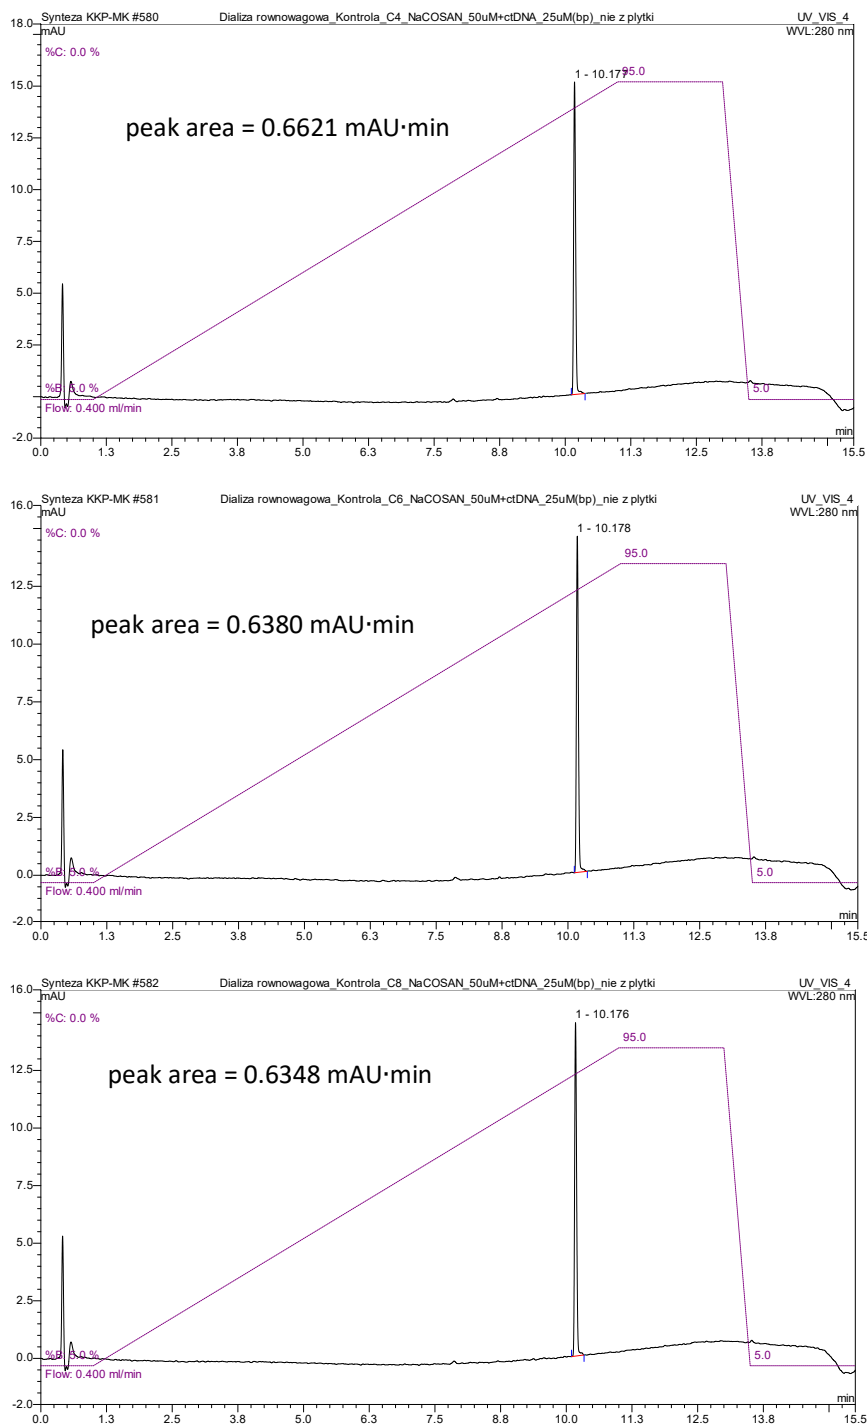 Synteza KKP-MK #580 Dializa rownowagowa_Kontrola_C4_NaCOSAN_50uM+ctDNA_25uM(bp)_nie z plytki UV_VIS_4
18.0
mAU WVL:280 nm
%C: 0.0 %
1 - 10.177 95.0
15.0
peak area = 0.6621 mAU·min
12.5
10.0
7.5
5.0
2.5
%B: 5.0 % 5.0
Flow: 0.400 ml/min
min
-2.0
0.0 1.3 2.5 3.8 5.0 6.3 7.5 8.8 10.0 11.3 12.5 13.8 15.5
Synteza KKP-MK #581 Dializa rownowagowa_Kontrola_C6_NaCOSAN_50uM+ctDNA_25uM(bp)_nie z plytki UV_VIS_4
16.0
mAU WVL:280 nm
%C: 0.0 %
1 - 10.178
95.0
12.5
peak area = 0.6380 mAU·min
10.0
7.5
5.0
2.5
0.0
%B: 5.0 % 5.0
Flow: 0.400 ml/min
min
-2.0
0.0 1.3 2.5 3.8 5.0 6.3 7.5 8.8 10.0 11.3 12.5 13.8 15.5
Synteza KKP-MK #582 Dializa rownowagowa_Kontrola_C8_NaCOSAN_50uM+ctDNA_25uM(bp)_nie z plytki UV_VIS_4
16.0
mAU WVL:280 nm
%C: 0.0 %
1 - 10.176
95.0
peak area = 0.6348 mAU·min
12.5
10.0
7.5
5.0
2.5
0.0
%B: 5.0 % 5.0
Flow: 0.400 ml/min
min
-2.0
0.0 1.3 2.5 3.8 5.0 6.3 7.5 8.8 10.0 11.3 12.5 13.8 15.5